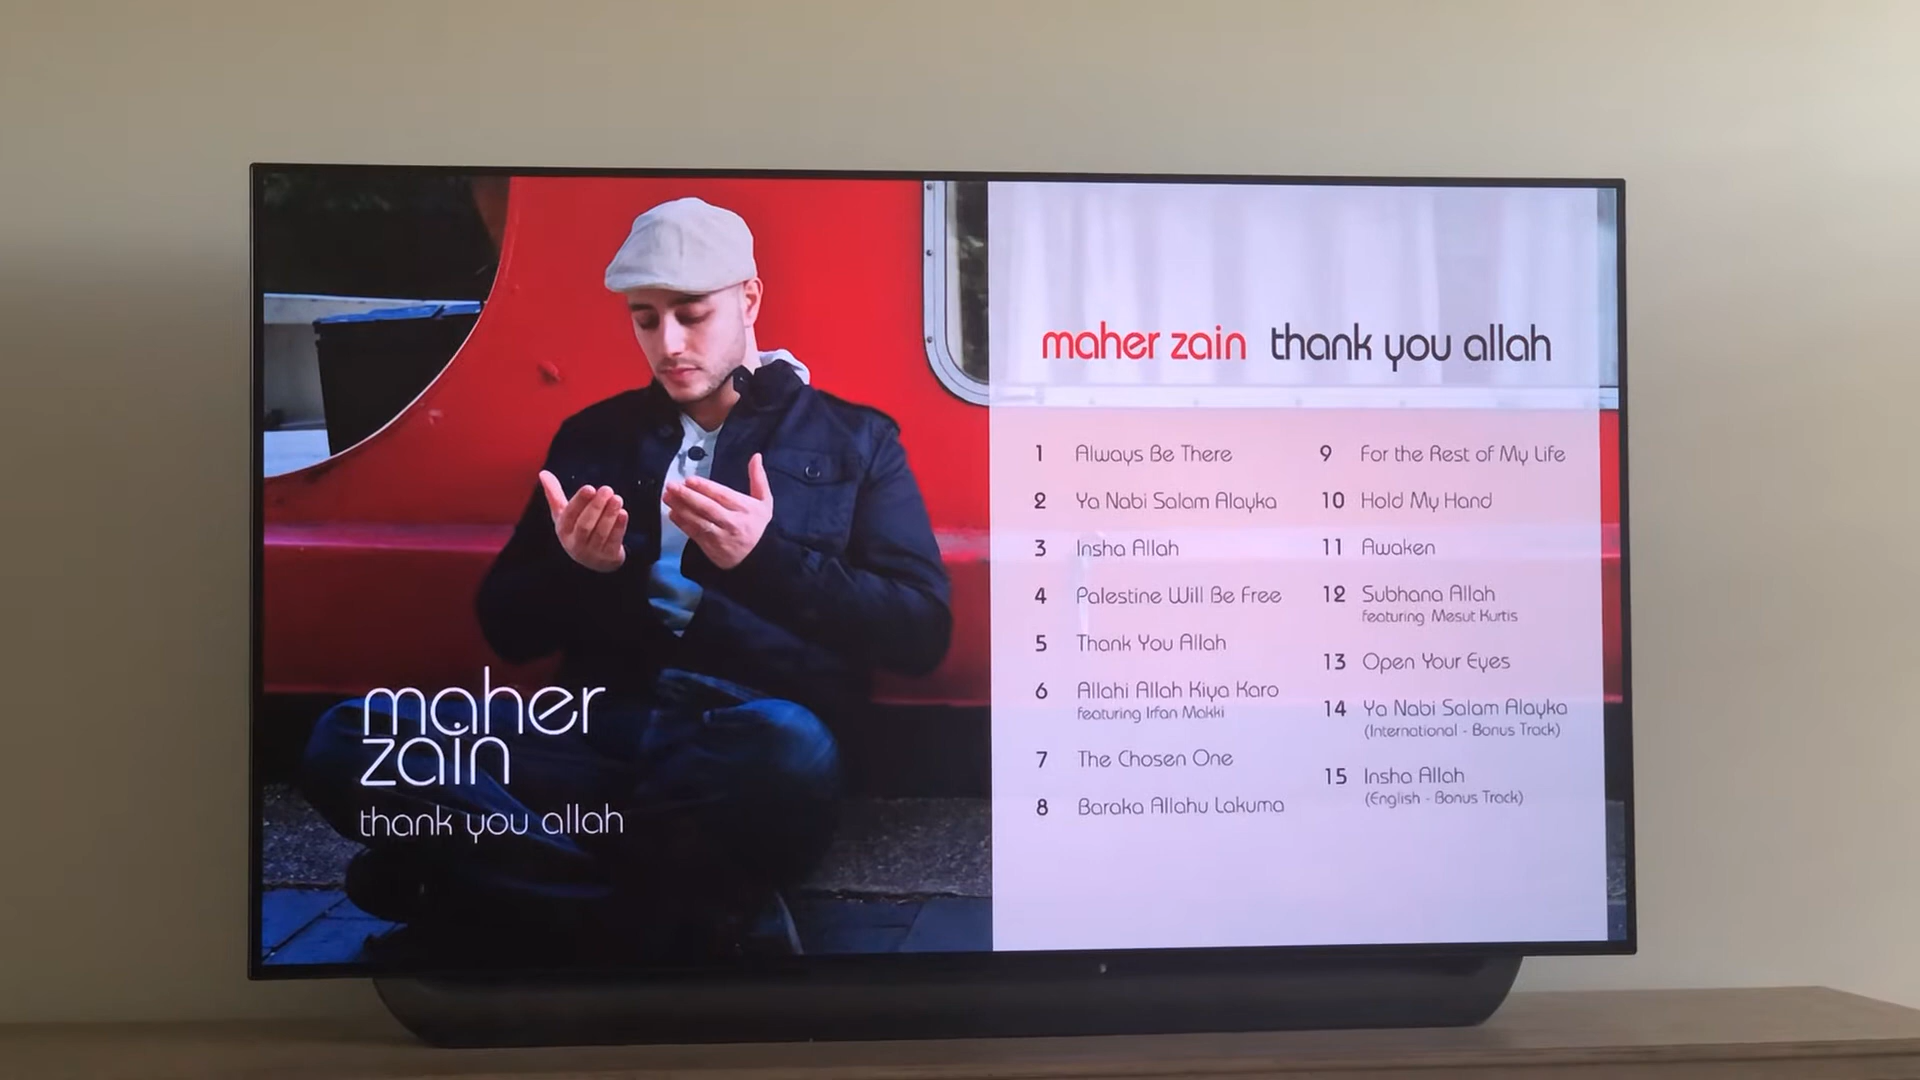 maher
zain
thank you allah
maher zain thank you allah
1 Always Be There
2 Ya Nabi Salam Alayka
3 Insha Allah
4 Palestine Will Be Free
5 Thank You Allah
6 Allahi Allah Kiya Karo
featuring Irfan Makki
7 The Chosen One
8 Baraka Allahu Lakuma
9 For the Rest of My Life
10 Hold My Hand
11 Awaken
12 Subhana Allah
featuring Mesut Kurtis
13 Open Your Eyes
14 Ya Nabi Salam Alayka
(International - Bonus Track)
15 Insha Allah
(English - Bonus Track)